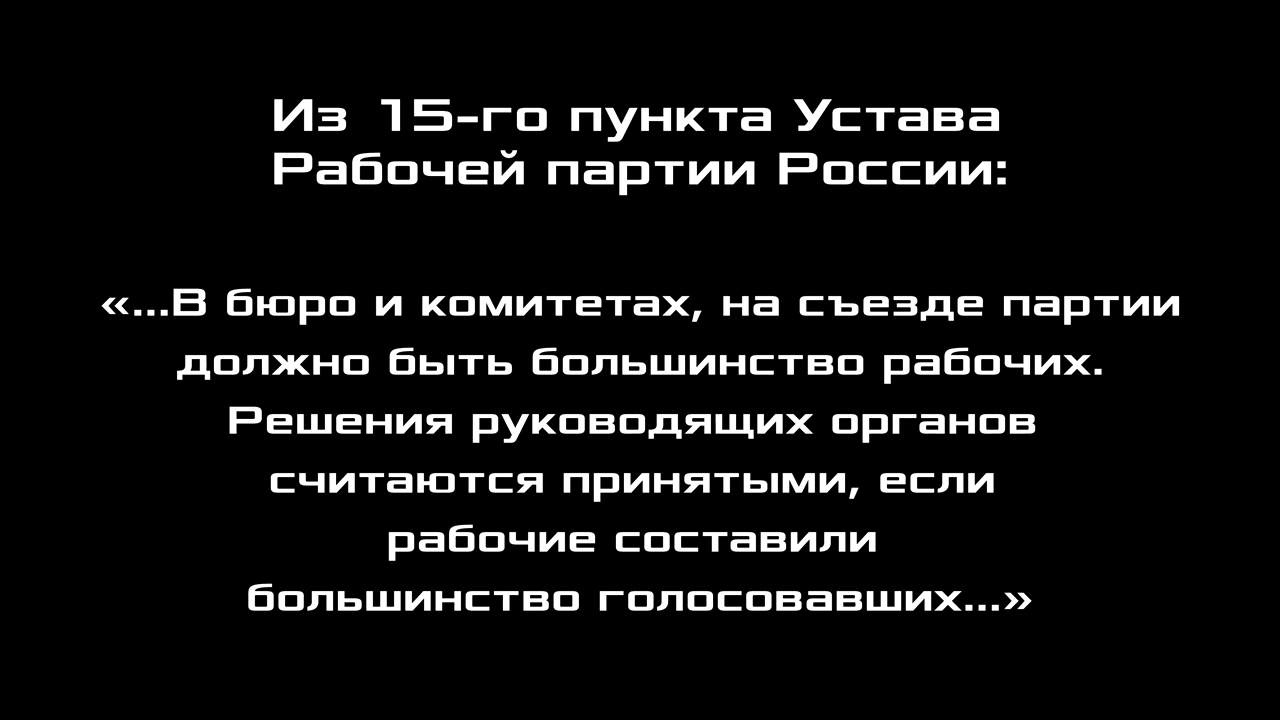 Из 15-го пункта Устава
Рабочей партии России:
«...В бюро и комитетах, на съезде партии
должно быть большинство рабочих.
Решения руководящих органов
считаются принятыми, если
рабочие составили
большинство голосовавших...»